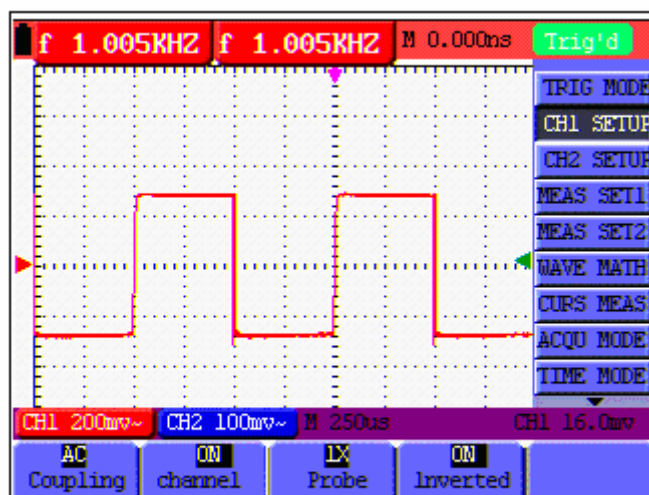 f 1.005KHZ f 1.005KHZ M 0.000ns Trig'd
TRIG MODE
CH1 SETUP
CH2 SETUP
MEAS SET1
MEAS SET2
WAVE MATH
CURS MEAS
ACQU MODE
TIME MODE
CH1 200mv~ CH2 100mv~ M 250us CH1 16.0mv
AC ON 1X ON
Coupling channel Probe Inverted